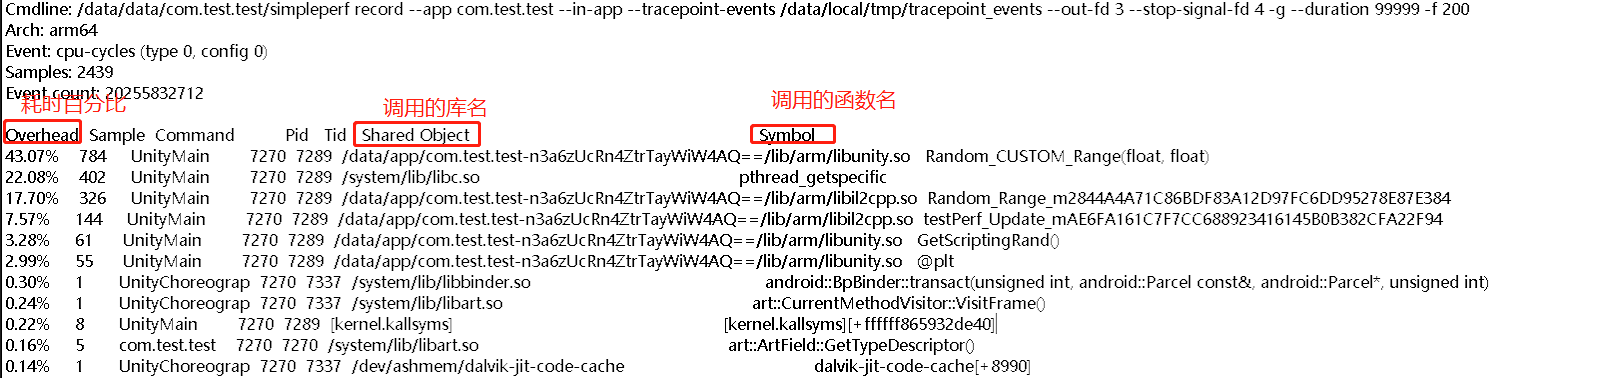 Cmdline: /data/data/com.test.test/simpleperf record --app com.test.test --in-app --tracepoint-events /data/local/tmp/tracepoint_events --out-fd 3 --stop-signal-fd 4 -g --duration 99999 -f 200
Arch: arm64
Event: cpu-cycles (type 0, config 0)
Samples: 2439
Event count: 20255832712
耗时百分比 调用的库名 调用的函数名
Overhead Sample Command Pid Tid Shared Object Symbol
43.07% 784 UnityMain 7270 7289 /data/app/com.test.test-n3a6zUcRn4ZtrTayWiW4AQ==/lib/arm/libunity.so Random_CUSTOM_Range(float, float)
22.08% 402 UnityMain 7270 7289 /system/lib/libc.so pthread_getspecific
17.70% 326 UnityMain 7270 7289 /data/app/com.test.test-n3a6zUcRn4ZtrTayWiW4AQ==/lib/arm/libil2cpp.so Random_Range_m2844A4A71C86BDF83A12D97FC6DD95278E87E384
7.57% 144 UnityMain 7270 7289 /data/app/com.test.test-n3a6zUcRn4ZtrTayWiW4AQ==/lib/arm/libil2cpp.so testPerf_Update_mAE6FA161C7F7CC688923416145B0B382CFA22F94
3.28% 61 UnityMain 7270 7289 /data/app/com.test.test-n3a6zUcRn4ZtrTayWiW4AQ==/lib/arm/libunity.so GetScriptingRand()
2.99% 55 UnityMain 7270 7289 /data/app/com.test.test-n3a6zUcRn4ZtrTayWiW4AQ==/lib/arm/libunity.so @plt
0.30% 1 UnityChoreograp 7270 7337 /system/lib/libbinder.so android::BpBinder::transact(unsigned int, android::Parcel const&, android::Parcel*, unsigned int)
0.24% 1 UnityChoreograp 7270 7337 /system/lib/libart.so art::CurrentMethodVisitor::VisitFrame()
0.22% 8 UnityMain 7270 7289 [kernel.kallsyms] [kernel.kallsyms][+ffffff865932de40]
0.16% 5 com.test.test 7270 7270 /system/lib/libart.so art::ArtField::GetTypeDescriptor()
0.14% 1 UnityChoreograp 7270 7337 /dev/ashmem/dalvik-jit-code-cache dalvik-jit-code-cache[+8990]